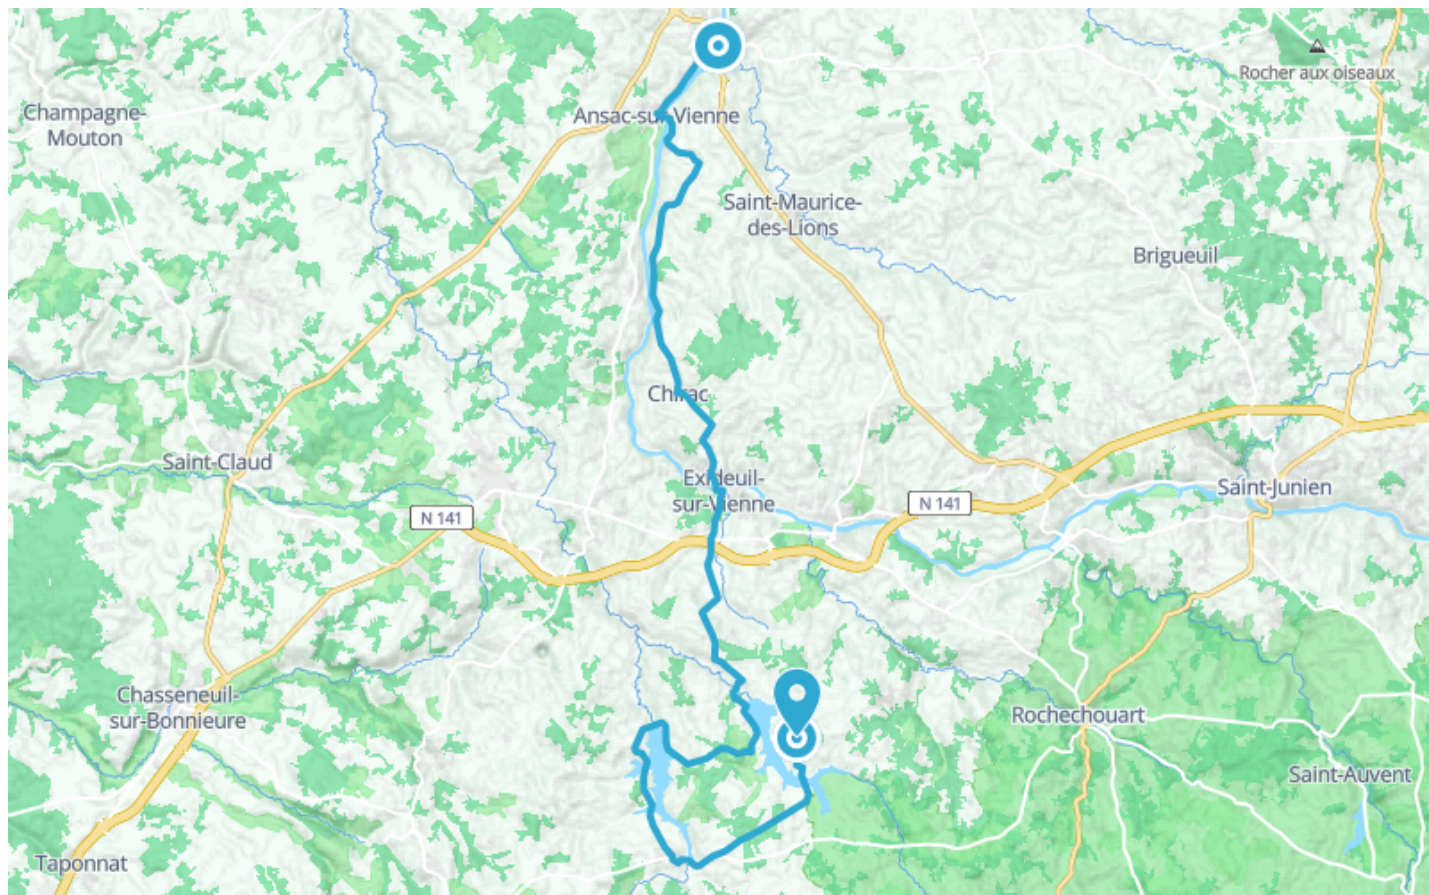 Rocher aux oiseaux
Champagne-
Mouton
Ansac-sur-Vienne
Saint-Maurice-
des-Lions
Brigueuil
Chirac
Saint-Claud
Exideuil-
sur-Vienne
Saint-Junien
N 141
N 141
Chasseneuil-
sur-Bonnieure
Rochechouart
Saint-Auvent
Taponnat